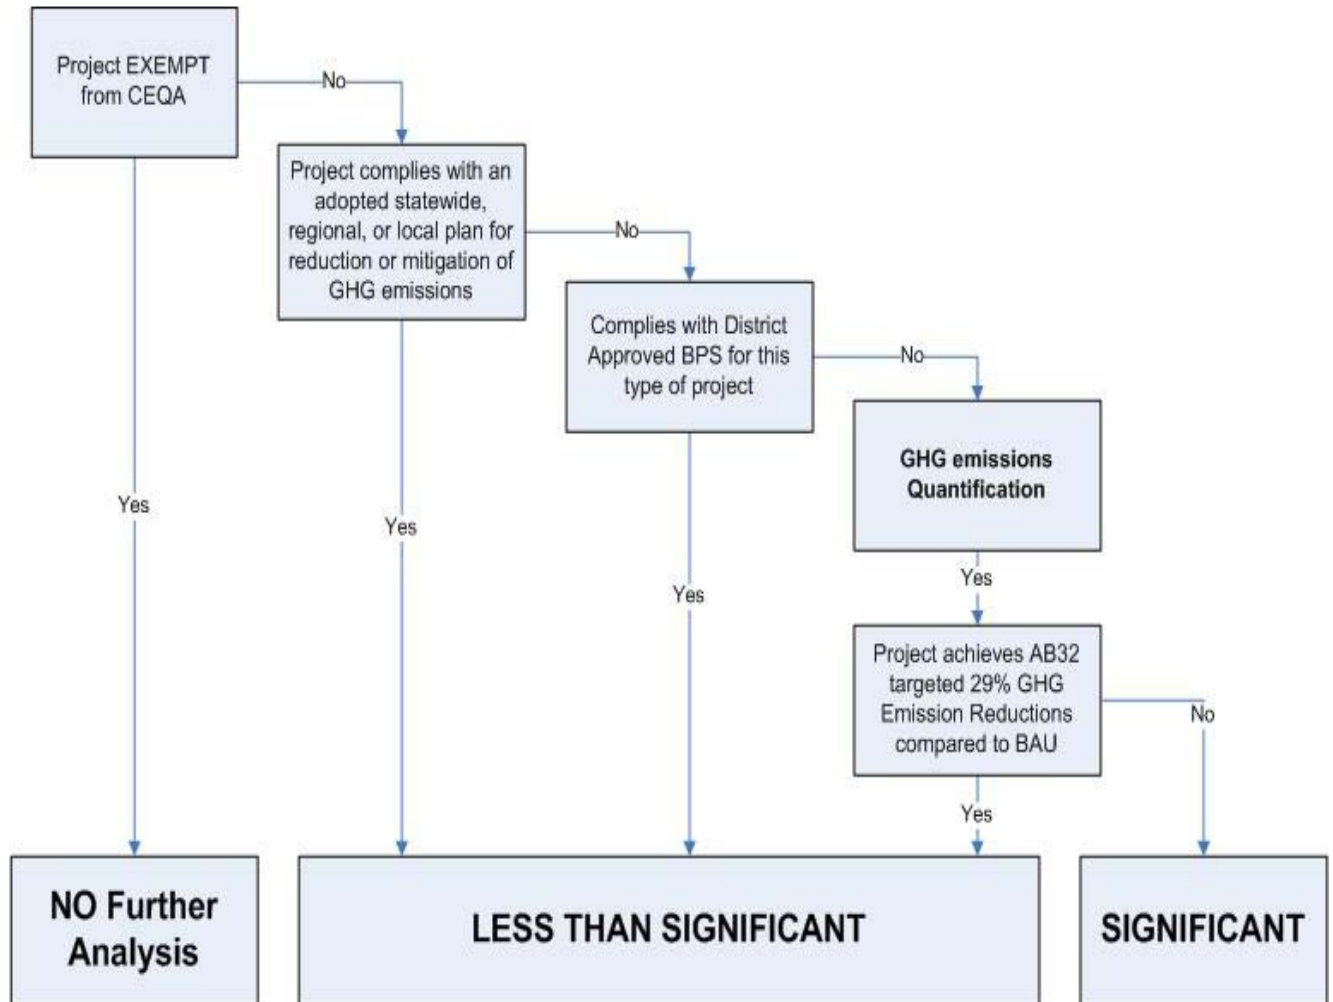 Project EXEMPT
from CEQA
No
Project complies with an
adopted statewide,
regional, or local plan for
reduction or mitigation of
GHG emissions
No
Complies with District
Approved BPS for this
type of project
No
GHG emissions
Quantification
Yes
Yes
Yes
Yes
Project achieves AB32
targeted 29% GHG
Emission Reductions
compared to BAU
No
Yes
NO Further
Analysis
LESS THAN SIGNIFICANT
SIGNIFICANT